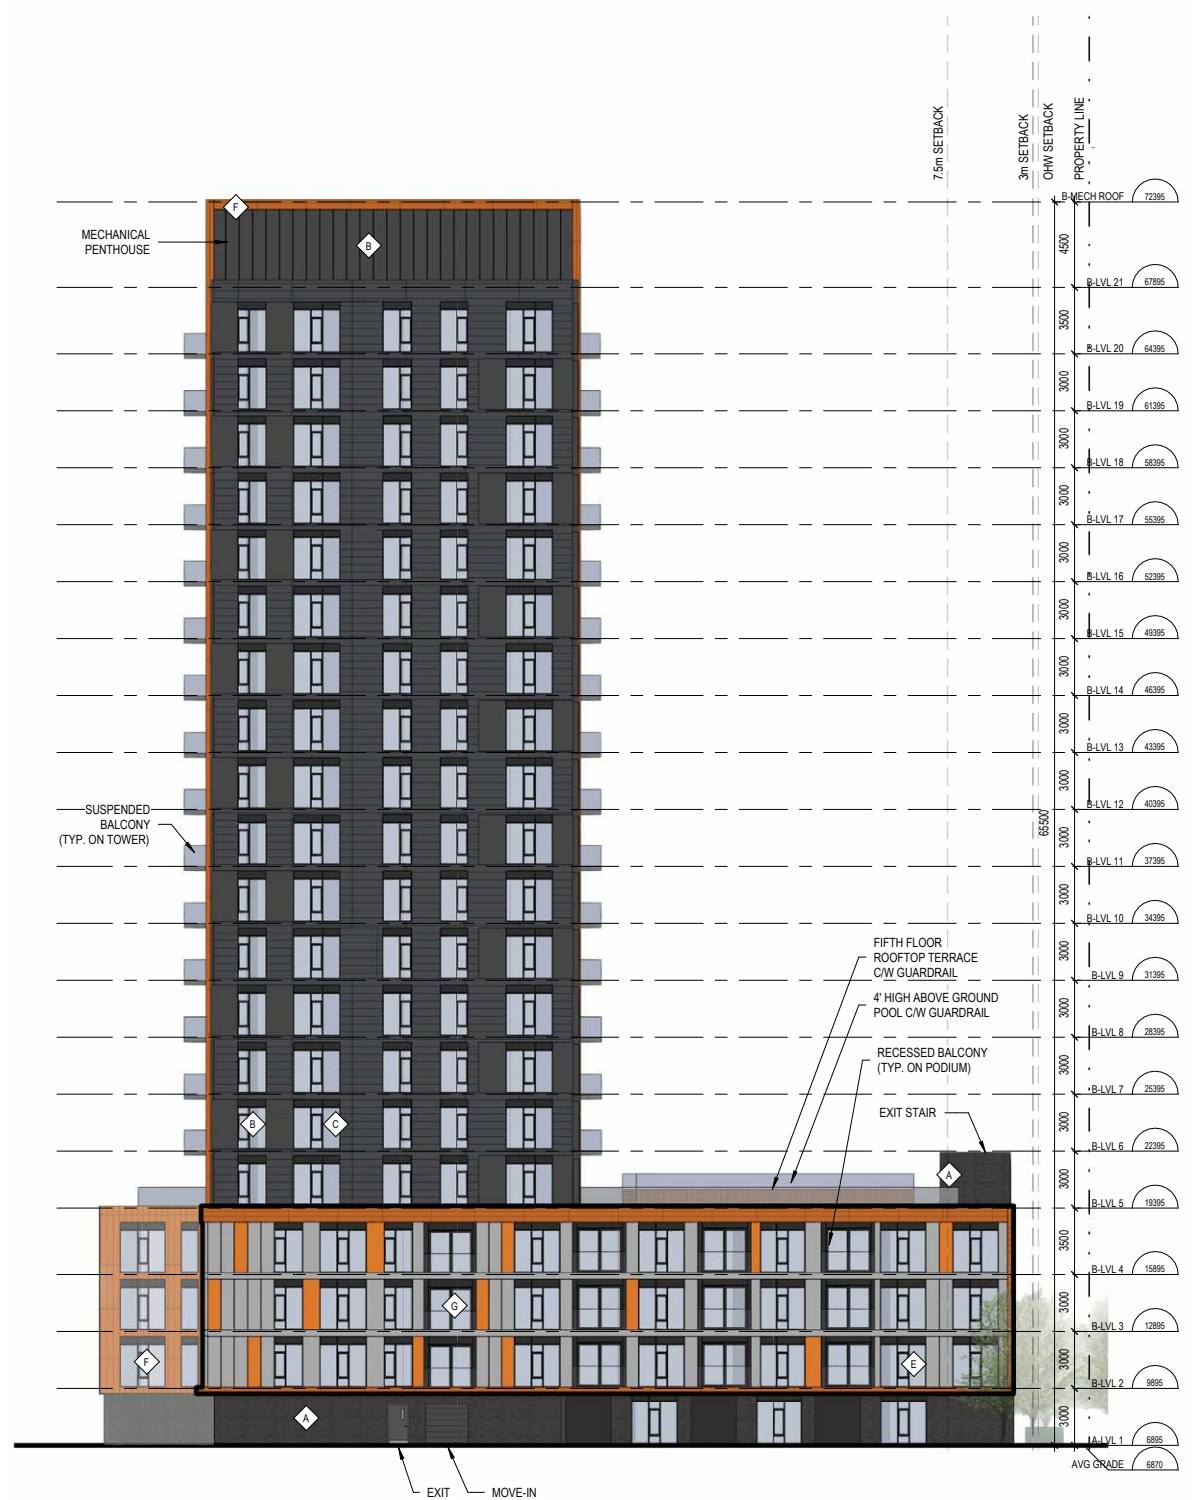 7.5m SETBACK
3m SETBACK
OHW SETBACK
PROPERTY LINE
B-MECH ROOF 72395
F
MECHANICAL
PENTHOUSE
B
4500
B-LVL 21 67895
3500
B-LVL 20 64395
3000
B-LVL 19 61395
3000
B-LVL 18 58395
3000
B-LVL 17 55395
3000
B-LVL 16 52395
3000
B-LVL 15 49395
3000
B-LVL 14 46395
3000
B-LVL 13 43395
3000
SUSPENDED
BALCONY
(TYP. ON TOWER)
B-LVL 12 40395
65500
3000
B-LVL 11 37395
3000
B-LVL 10 34395
3000
FIFTH FLOOR
ROOFTOP TERRACE
C/W GUARDRAIL
B-LVL 9 31395
3000
4' HIGH ABOVE GROUND
POOL C/W GUARDRAIL
B-LVL 8 28395
3000
RECESSED BALCONY
(TYP. ON PODIUM)
B-LVL 7 25395
3000
EXIT STAIR
B
C
B-LVL 6 22395
A
3000
B-LVL 5 19395
3500
B-LVL 4 15895
G
3000
B-LVL 3 12895
F
E
3000
B-LVL 2 9895
A
3000
A-LVL 1 6895
AVG GRADE 6870
EXIT
MOVE-IN